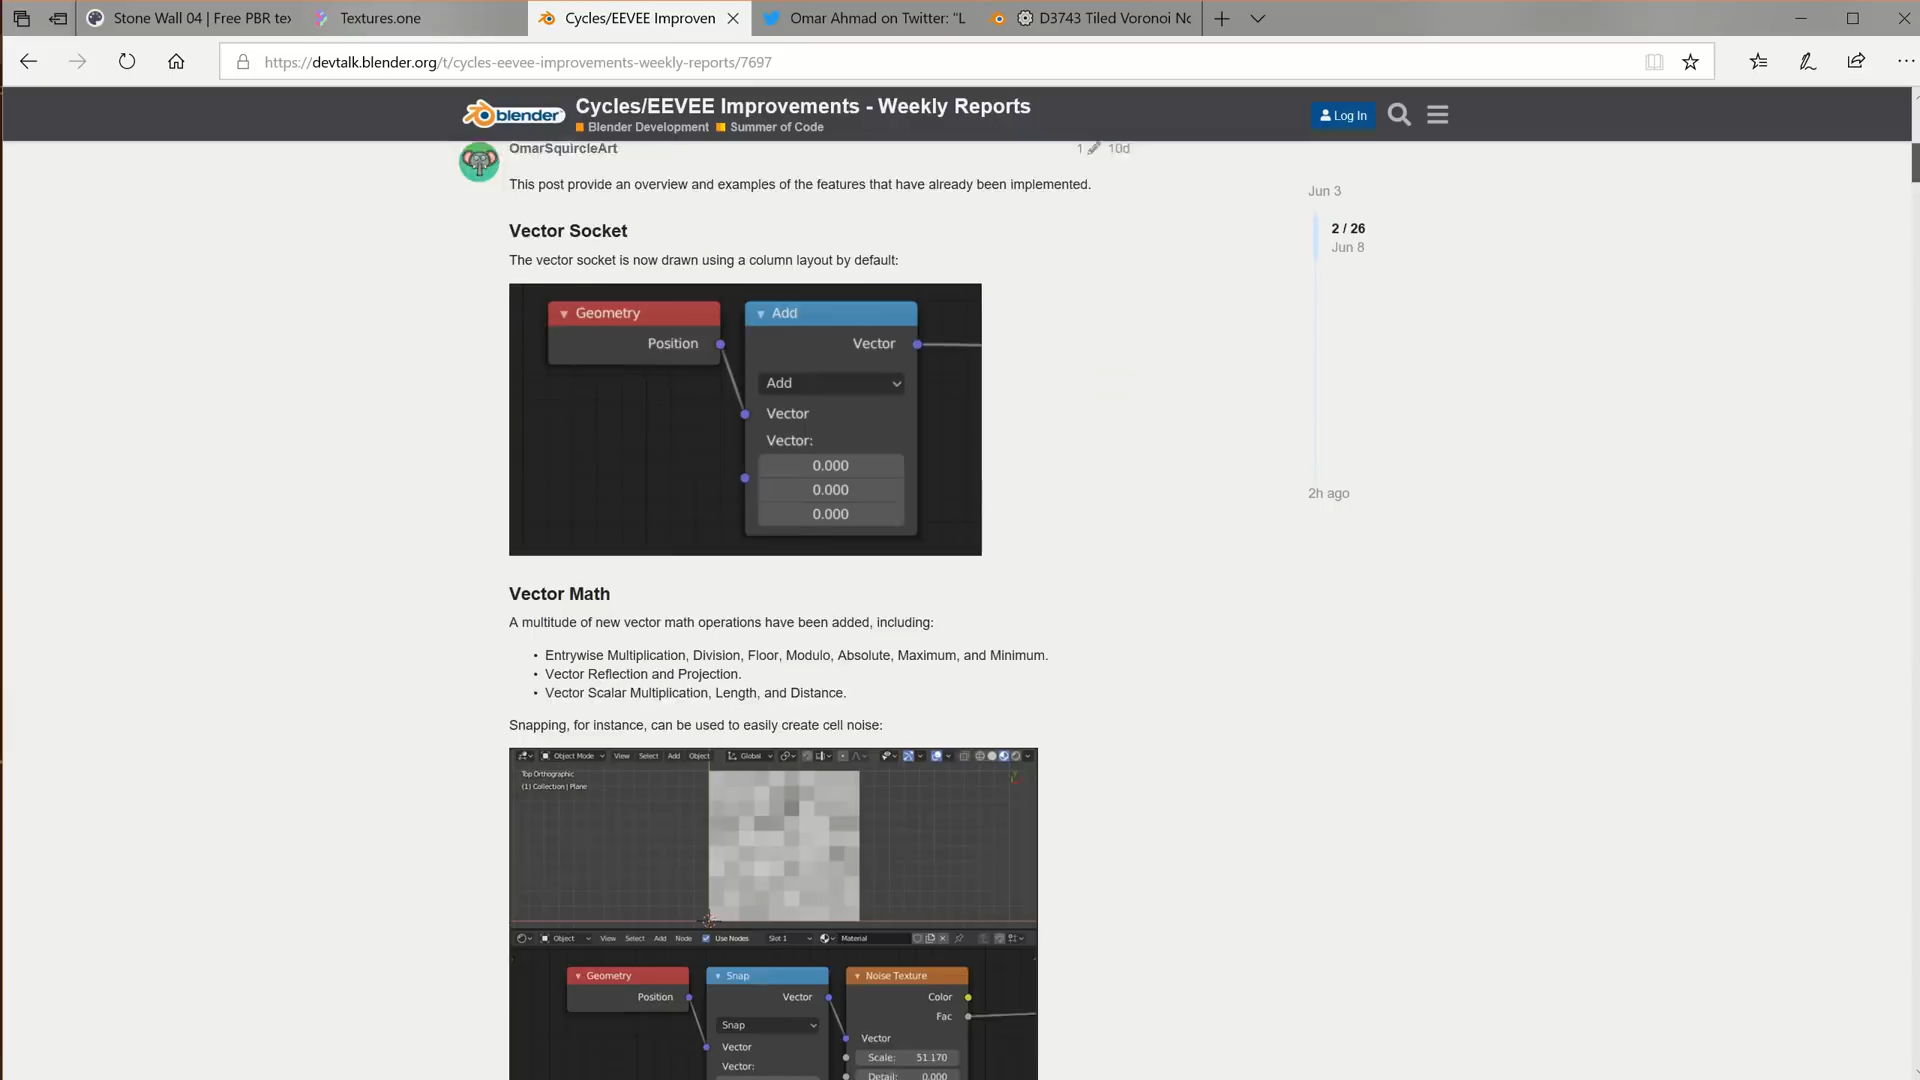 Stone Wall 04 | Free PBR tex
Textures.one
Cycles/EEVEE Improven
Omar Ahmad on Twitter: "L
D3743 Tiled Voronoi No
https://devtalk.blender.org/t/cycles-eevee-improvements-weekly-reports/7697
blender
Cycles/EEVEE Improvements - Weekly Reports
Blender Development Summer of Code
Log In
OmarSquircleArt
1 10d
This post provide an overview and examples of the features that have already been implemented.
Jun 3
2 / 26
Jun 8
2h ago
Vector Socket
The vector socket is now drawn using a column layout by default:
Geometry
Position
Add
Vector
Add
Vector
Vector:
0.000
0.000
0.000
Vector Math
A multitude of new vector math operations have been added, including:
• Entrywise Multiplication, Division, Floor, Modulo, Absolute, Maximum, and Minimum.
• Vector Reflection and Projection.
• Vector Scalar Multiplication, Length, and Distance.
Snapping, for instance, can be used to easily create cell noise:
Object Mode View Select Add Object Global
Top Orthographic
(1) Collection | Plane
Object View Select Add Node Use Nodes Slot 1 Material
Geometry
Position
Snap
Vector
Snap
Vector
Vector:
Noise Texture
Color
Fac
Vector
Scale: 51.170
Detail: 0.000